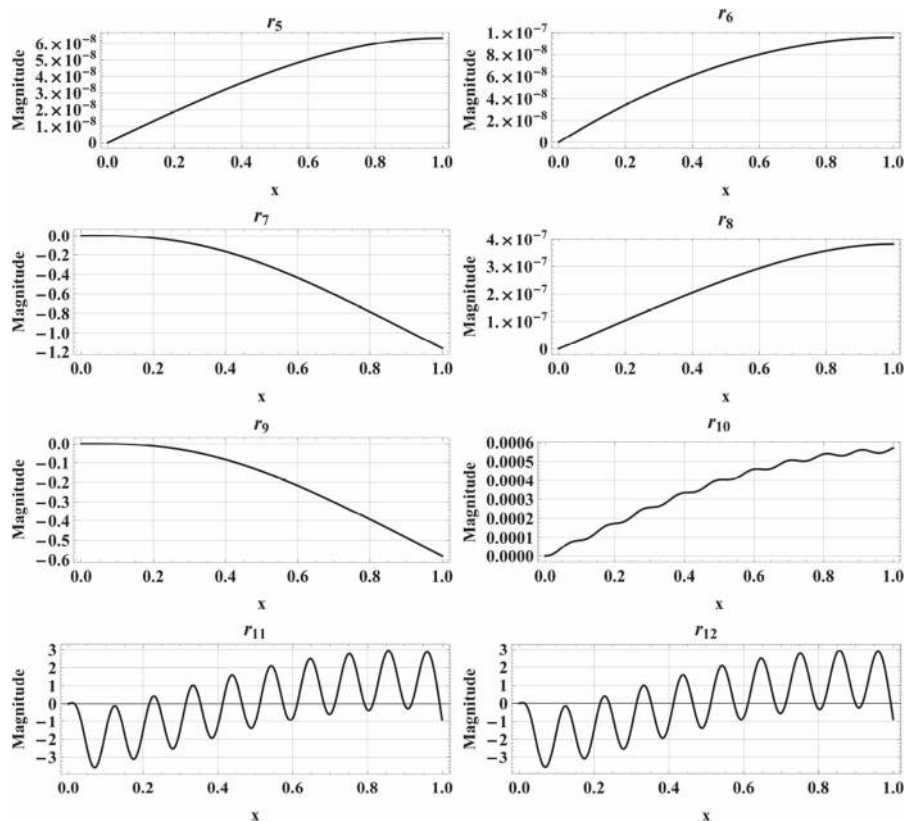 r5
6.×10−8
5.×10−8
4.×10−8
3.×10−8
2.×10−8
1.×10−8
0
Magnitude
0.0 0.2 0.4 0.6 0.8 1.0
x
r6
1.×10−7
8.×10−8
6.×10−8
4.×10−8
2.×10−8
0
Magnitude
0.0 0.2 0.4 0.6 0.8 1.0
x
r7
0.0
−0.2
−0.4
−0.6
−0.8
−1.0
−1.2
Magnitude
0.0 0.2 0.4 0.6 0.8 1.0
x
r8
4.×10−7
3.×10−7
2.×10−7
1.×10−7
0
Magnitude
0.0 0.2 0.4 0.6 0.8 1.0
x
r9
0.0
−0.1
−0.2
−0.3
−0.4
−0.5
−0.6
Magnitude
0.0 0.2 0.4 0.6 0.8 1.0
x
r10
0.0006
0.0005
0.0004
0.0003
0.0002
0.0001
0.0000
Magnitude
0.0 0.2 0.4 0.6 0.8 1.0
x
r11
3
2
1
0
−1
−2
−3
Magnitude
0.0 0.2 0.4 0.6 0.8 1.0
x
r12
3
2
1
0
−1
−2
−3
Magnitude
0.0 0.2 0.4 0.6 0.8 1.0
x